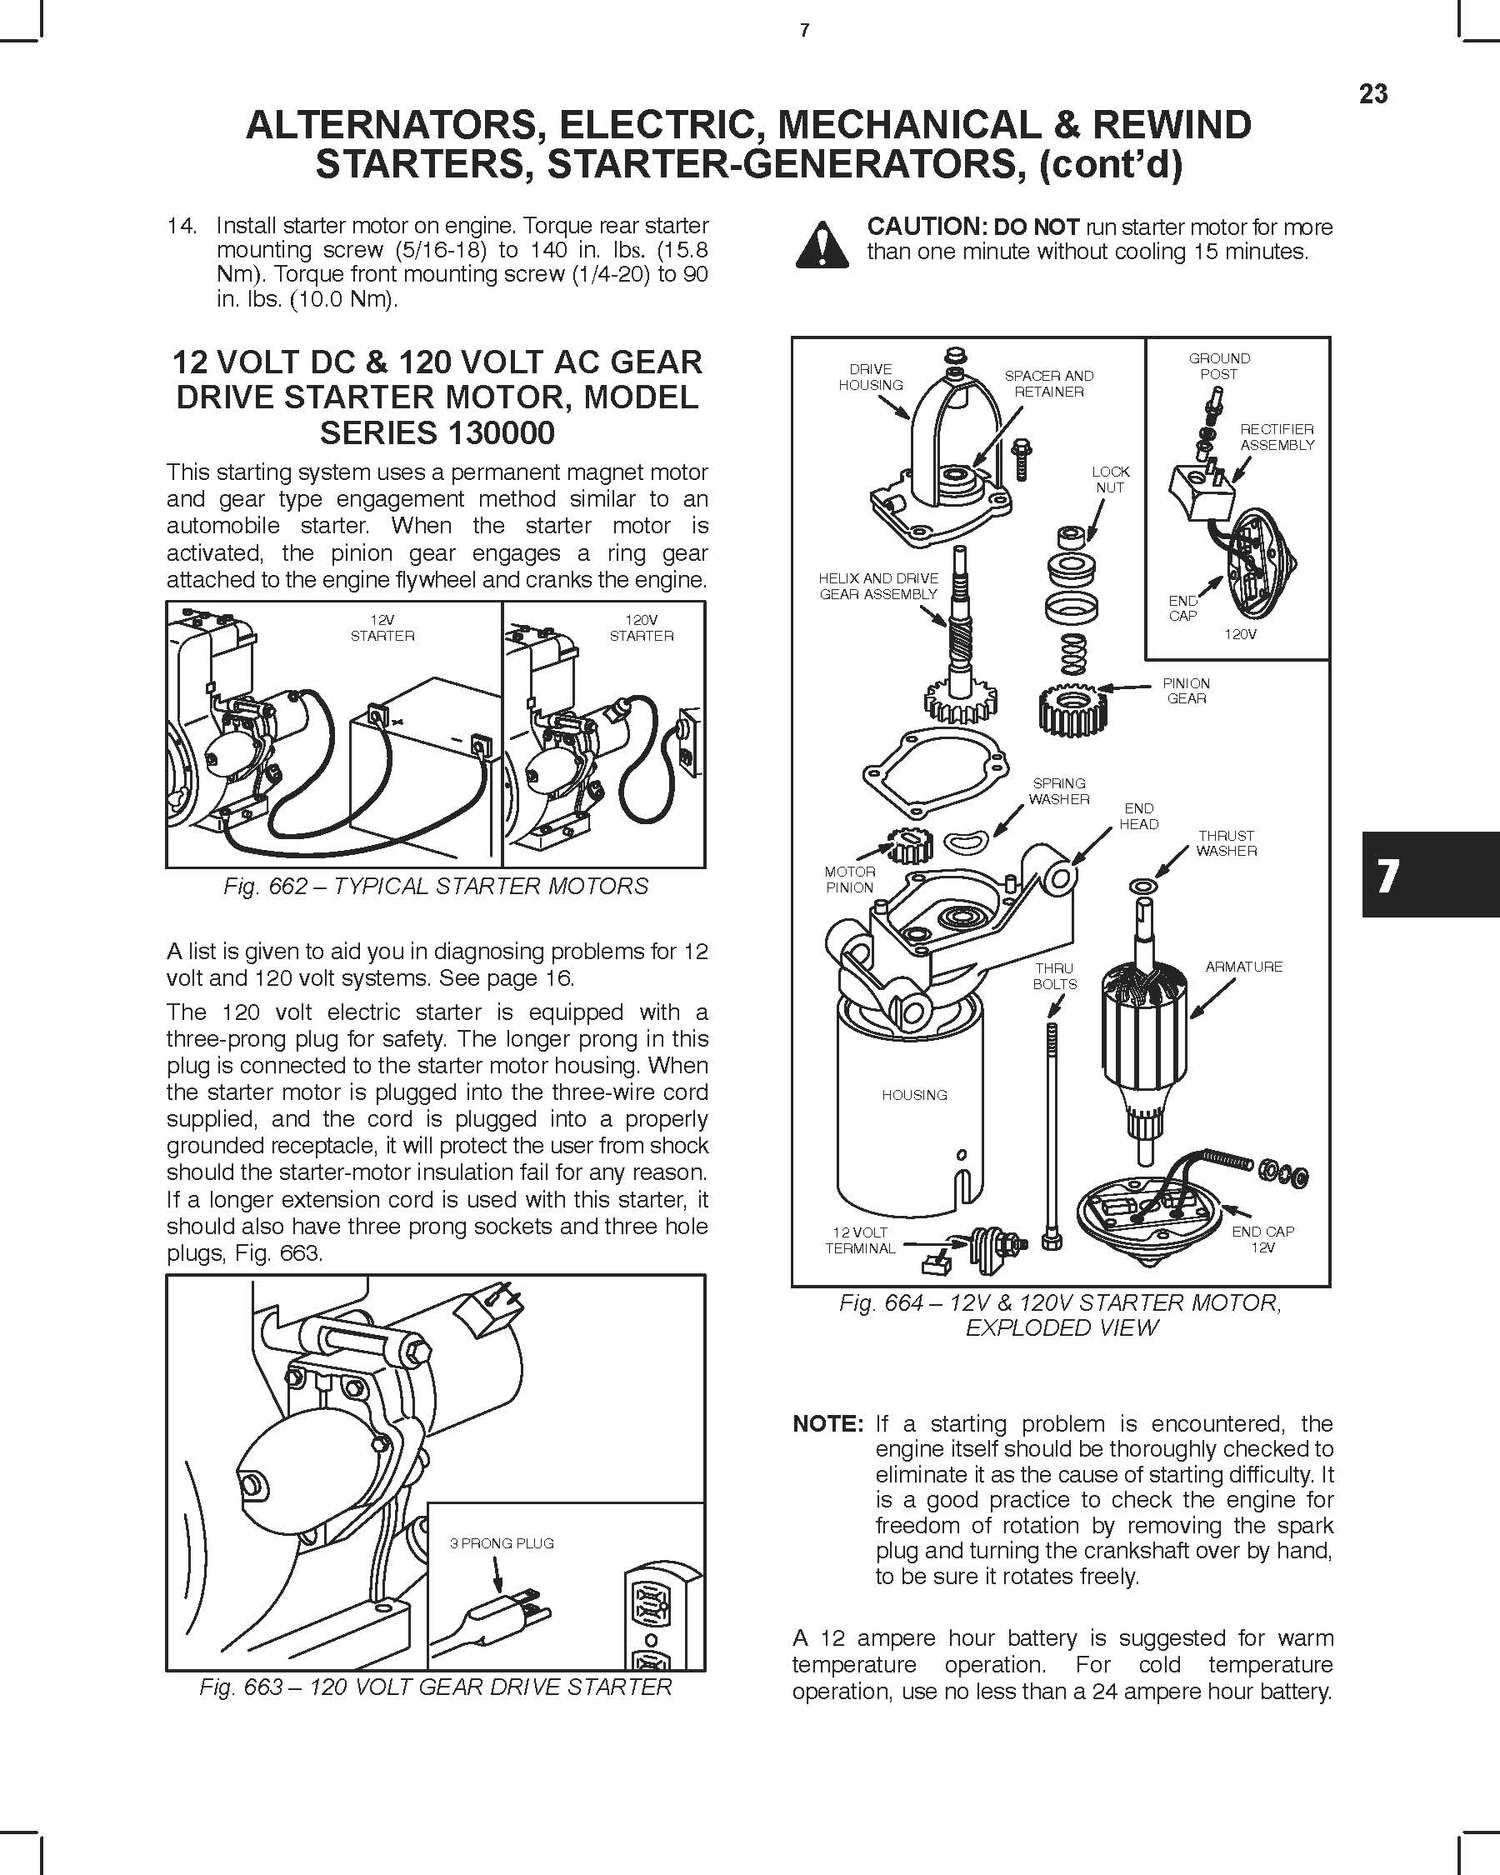 7
23
ALTERNATORS, ELECTRIC, MECHANICAL & REWIND
STARTERS, STARTER-GENERATORS, (cont’d)
14. Install starter motor on engine. Torque rear starter
mounting screw (5/16-18) to 140 in. lbs. (15.8
Nm). Torque front mounting screw (1/4-20) to 90
in. lbs. (10.0 Nm).
12 VOLT DC & 120 VOLT AC GEAR
DRIVE STARTER MOTOR, MODEL
SERIES 130000
This starting system uses a permanent magnet motor
and gear type engagement method similar to an
automobile starter. When the starter motor is
activated, the pinion gear engages a ring gear
attached to the engine flywheel and cranks the engine.
12V
STARTER
120V
STARTER
Fig. 662 – TYPICAL STARTER MOTORS
A list is given to aid you in diagnosing problems for 12
volt and 120 volt systems. See page 16.
The 120 volt electric starter is equipped with a
three-prong plug for safety. The longer prong in this
plug is connected to the starter motor housing. When
the starter motor is plugged into the three-wire cord
supplied, and the cord is plugged into a properly
grounded receptacle, it will protect the user from shock
should the starter-motor insulation fail for any reason.
If a longer extension cord is used with this starter, it
should also have three prong sockets and three hole
plugs, Fig. 663.
3 PRONG PLUG
Fig. 663 – 120 VOLT GEAR DRIVE STARTER
CAUTION: DO NOT run starter motor for more
than one minute without cooling 15 minutes.
DRIVE
HOUSING
SPACER AND
RETAINER
GROUND
POST
RECTIFIER
ASSEMBLY
LOCK
NUT
HELIX AND DRIVE
GEAR ASSEMBLY
END
CAP
120V
PINION
GEAR
SPRING
WASHER
END
HEAD
THRUST
WASHER
MOTOR
PINION
THRU
BOLTS
ARMATURE
HOUSING
12 VOLT
TERMINAL
END CAP
12V
Fig. 664 – 12V & 120V STARTER MOTOR,
EXPLODED VIEW
7
NOTE: If a starting problem is encountered, the
engine itself should be thoroughly checked to
eliminate it as the cause of starting difficulty. It
is a good practice to check the engine for
freedom of rotation by removing the spark
plug and turning the crankshaft over by hand,
to be sure it rotates freely.
A 12 ampere hour battery is suggested for warm
temperature operation. For cold temperature
operation, use no less than a 24 ampere hour battery.